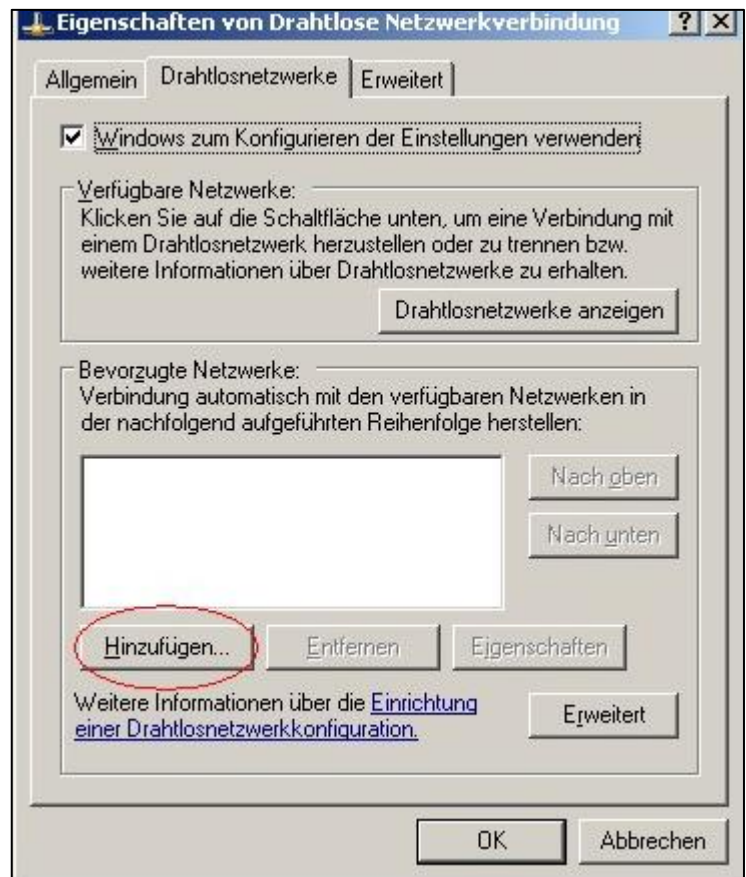 Eigenschaften von Drahtlose Netzwerkverbindung
Allgemein Drahtlosnetzwerke Erweitert
Windows zum Konfigurieren der Einstellungen verwenden
Verfügbare Netzwerke:
Klicken Sie auf die Schaltfläche unten, um eine Verbindung mit
einem Drahtlosnetzwerk herzustellen oder zu trennen bzw.
weitere Informationen über Drahtlosnetzwerke zu erhalten.
Drahtlosnetzwerke anzeigen
Bevorzugte Netzwerke:
Verbindung automatisch mit den verfügbaren Netzwerken in
der nachfolgend aufgeführten Reihenfolge herstellen:
Nach oben
Nach unten
Hinzufügen... Entfernen Eigenschaften
Weitere Informationen über die Einrichtung
einer Drahtlosnetzwerkkonfiguration.
Erweitert
OK Abbrechen